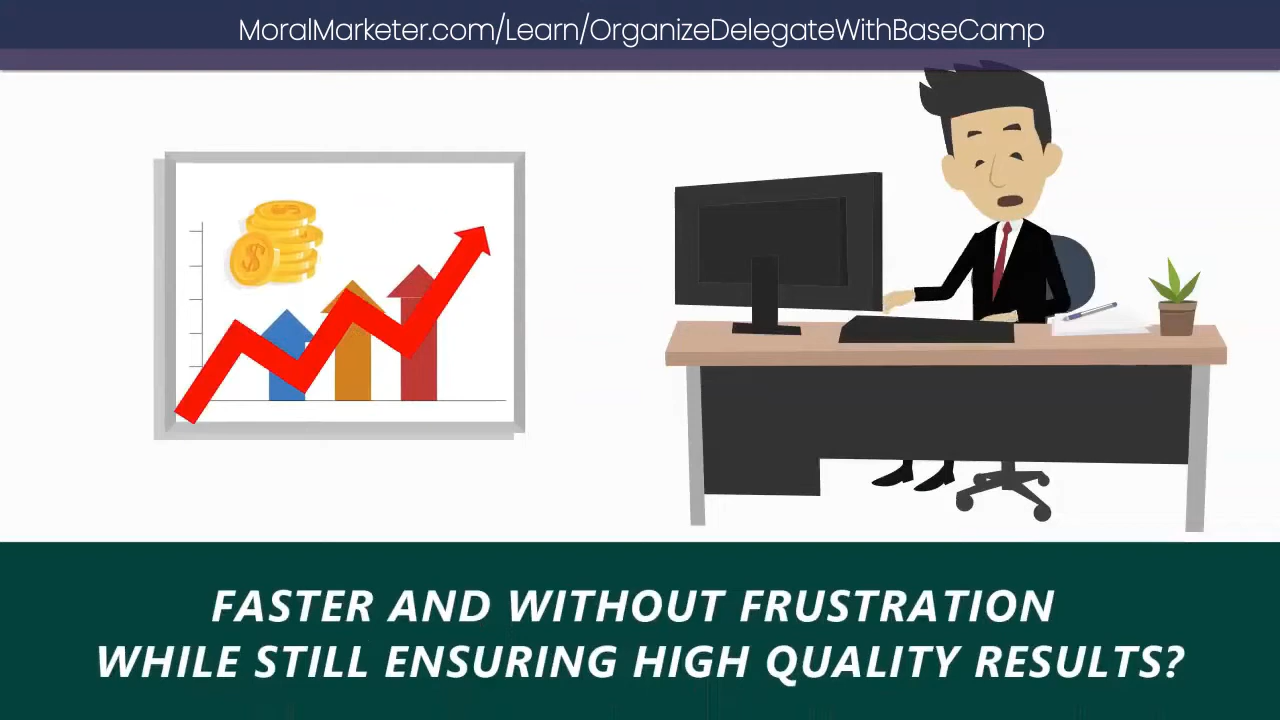 MoralMarketer.com/Learn/OrganizeDelegateWithBaseCamp
$
$
FASTER AND WITHOUT FRUSTRATION
WHILE STILL ENSURING HIGH QUALITY RESULTS?